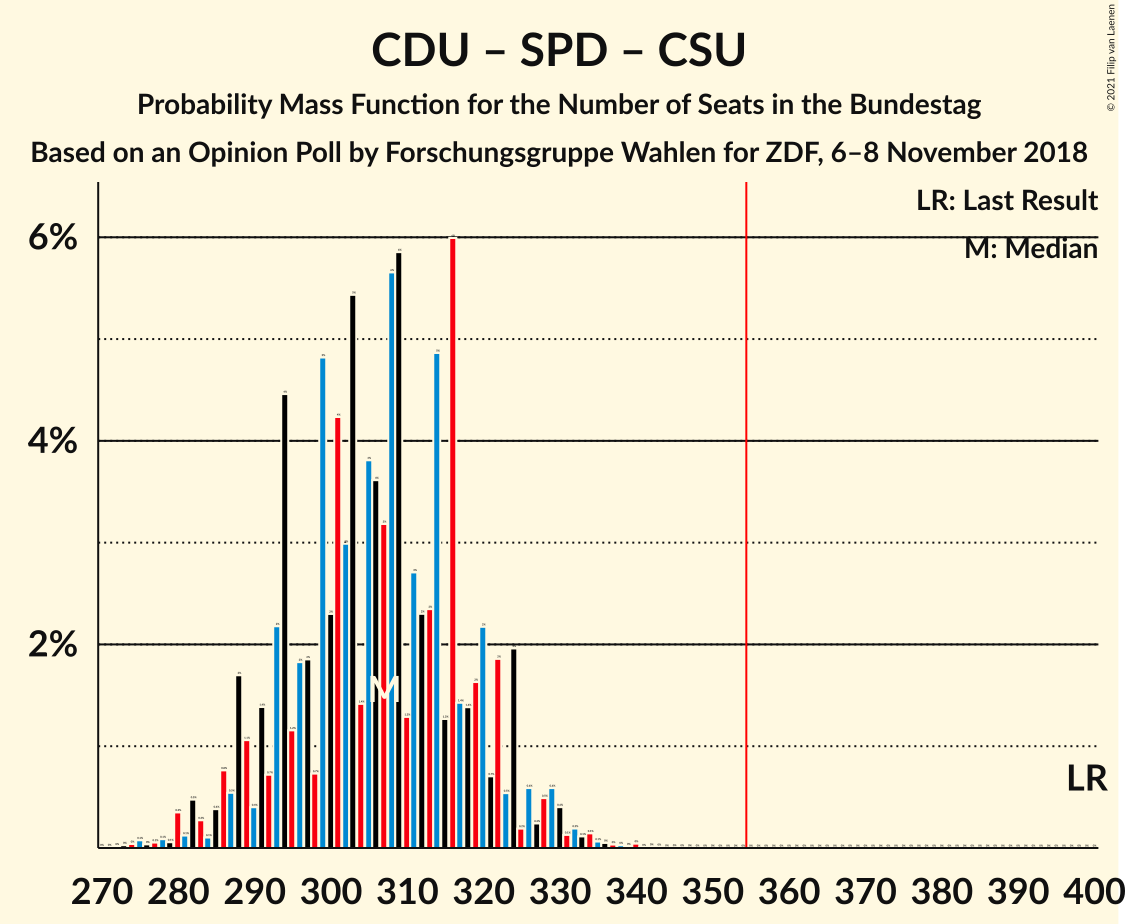 CDU – SPD – CSU
Probability Mass Function for the Number of Seats in the Bundestag
Based on an Opinion Poll by Forschungsgruppe Wahlen for ZDF, 6–8 November 2018
© 2021 Filip van Laenen
LR: Last Result
M: Median
6%
4%
2%
M
LR
270 280 290 300 310 320 330 340 350 360 370 380 390 400